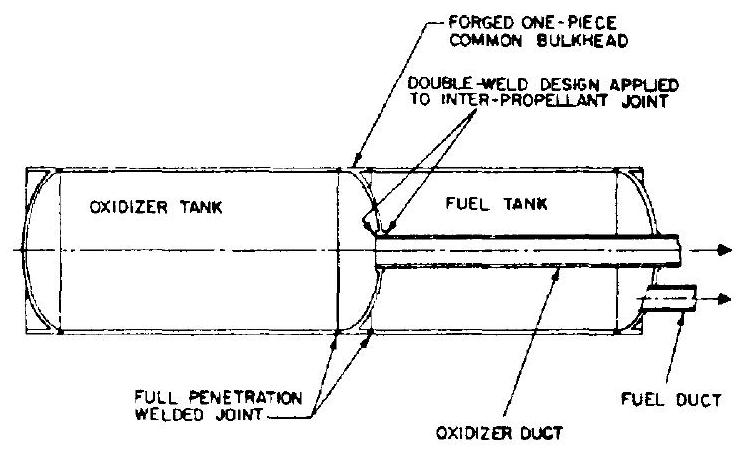 FORGED ONE-PIECE
COMMON BULKHEAD
DOUBLE-WELD DESIGN APPLIED
TO INTER-PROPELLANT JOINT
OXIDIZER TANK
FUEL TANK
FULL PENETRATION
WELDED JOINT
FUEL DUCT
OXIDIZER DUCT